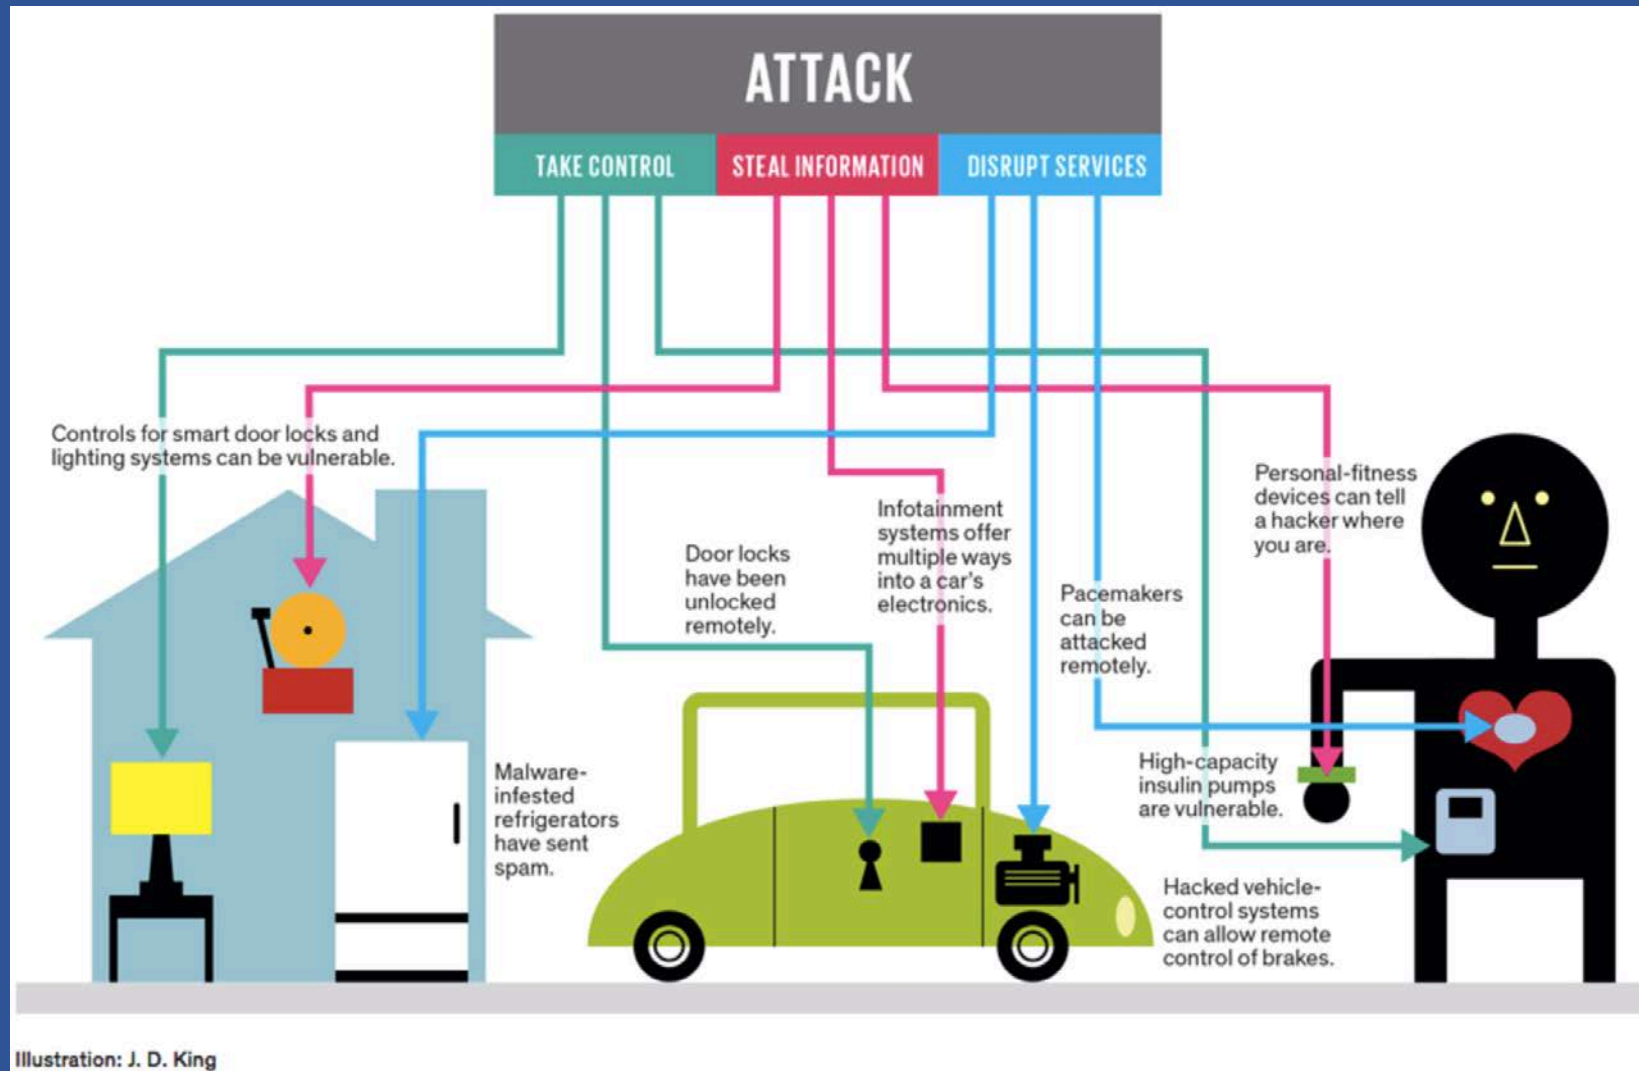 ATTACK
TAKE CONTROL
STEAL INFORMATION
DISRUPT SERVICES
Controls for smart door locks and
lighting systems can be vulnerable.
Malware-
infested
refrigerators
have sent
spam.
Door locks
have been
unlocked
remotely.
Infotainment
systems offer
multiple ways
into a car's
electronics.
Pacemakers
can be
attacked
remotely.
Personal-fitness
devices can tell
a hacker where
you are.
High-capacity
insulin pumps
are vulnerable.
Hacked vehicle-
control systems
can allow remote
control of brakes.
Illustration: J. D. King